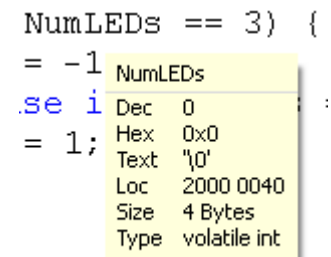 NumLEDs == 3) {
= -1
se i
= 1;
NumLEDs
Dec 0
Hex 0x0
Text '\0'
Loc 2000 0040
Size 4 Bytes
Type volatile int